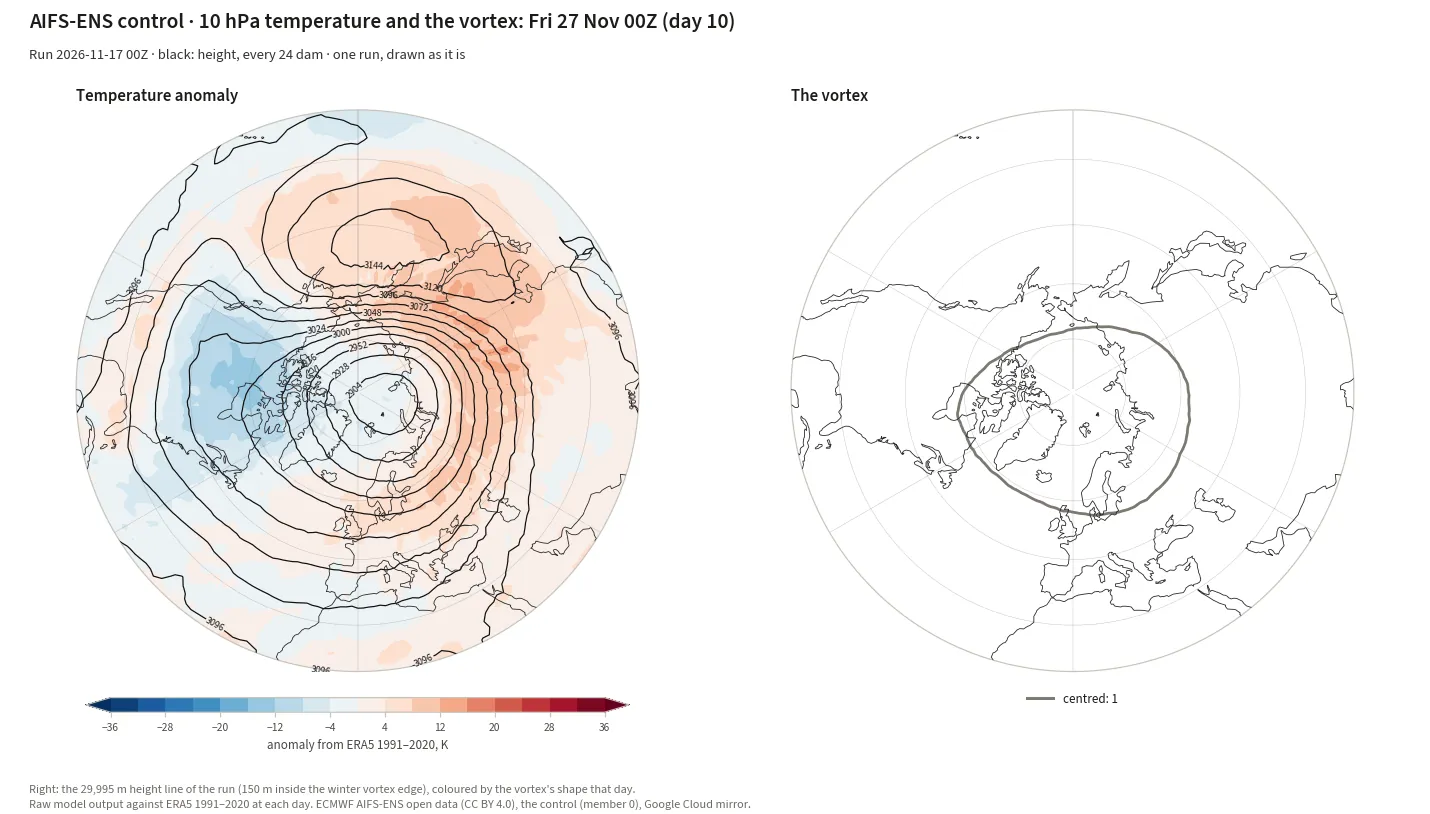 AIFS-ENS control · 10 hPa temperature and the vortex: Fri 27 Nov 00Z (day 10)
Run 2026-11-17 00Z · black: height, every 24 dam · one run, drawn as it is
Temperature anomaly
The vortex
3096
3144
3120
3096
3072
3048
3024
3000
2952
2928
2904
3096
3096
3096
3096
3096
−36 −28 −20 −12 −4 4 12 20 28 36
anomaly from ERA5 1991–2020, K
centred: 1
Right: the 29,995 m height line of the run (150 m inside the winter vortex edge), coloured by the vortex's shape that day.
Raw model output against ERA5 1991–2020 at each day. ECMWF AIFS-ENS open data (CC BY 4.0), the control (member 0), Google Cloud mirror.